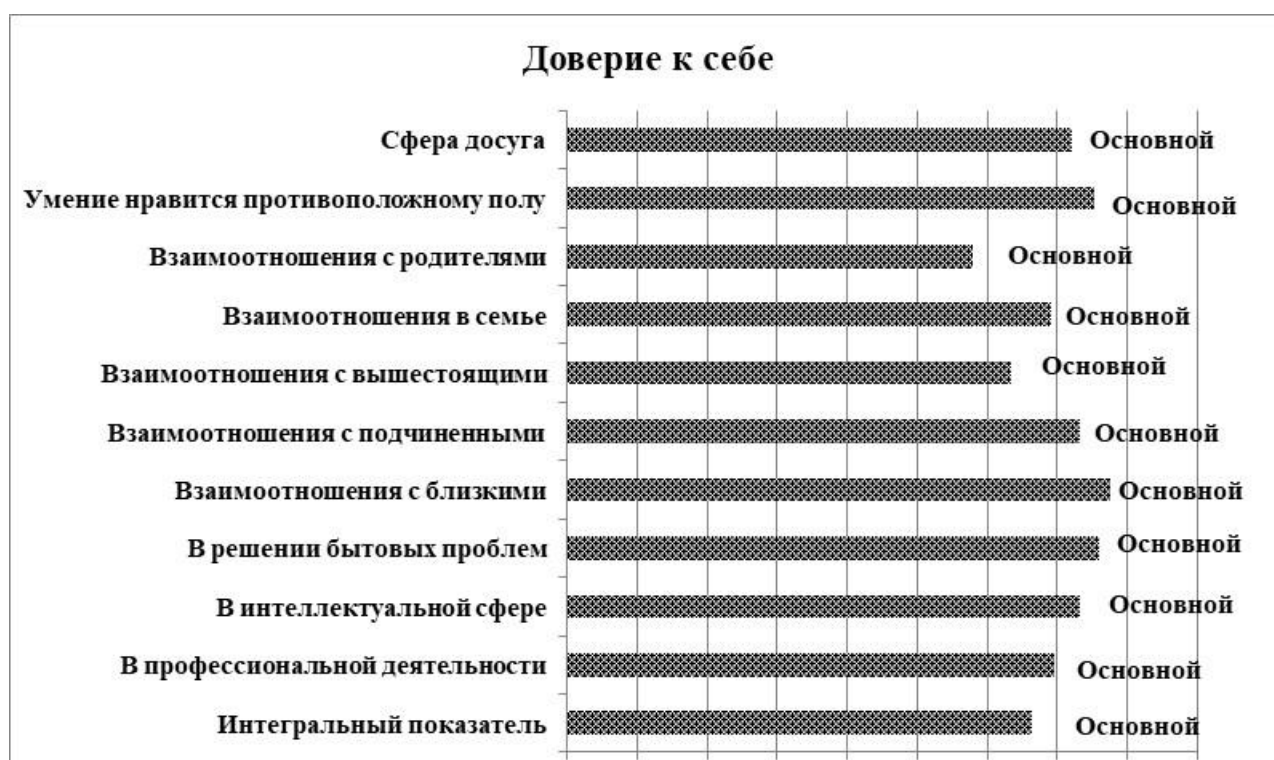 Доверие к себе
Сфера досуга Основной
Умение нравится противоположному полу Основной
Взаимоотношения с родителями Основной
Взаимоотношения в семье Основной
Взаимоотношения с вышестоящими Основной
Взаимоотношения с подчиненными Основной
Взаимоотношения с близкими Основной
В решении бытовых проблем Основной
В интеллектуальной сфере Основной
В профессиональной деятельности Основной
Интегральный показатель Основной